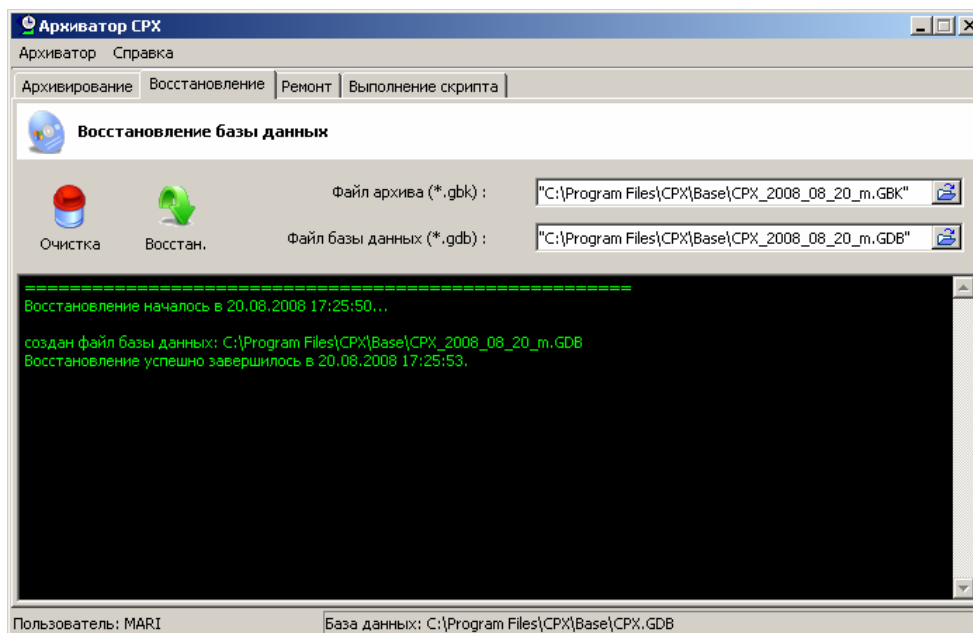 Архиватор CPX
Архиватор Справка
Архивирование Восстановление Ремонт Выполнение скрипта
Восстановление базы данных
Файл архива (*.gbk) : "C:\Program Files\CPX\Base\CPX_2008_08_20_m.GBK"
Очистка Восстан. Файл базы данных (*.gdb) : "C:\Program Files\CPX\Base\CPX_2008_08_20_m.GDB"
=======================================================
Восстановление началось в 20.08.2008 17:25:50...
создан файл базы данных: C:\Program Files\CPX\Base\CPX_2008_08_20_m.GDB
Восстановление успешно завершилось в 20.08.2008 17:25:53.
Пользователь: MARI База данных: C:\Program Files\CPX\Base\CPX.GDB